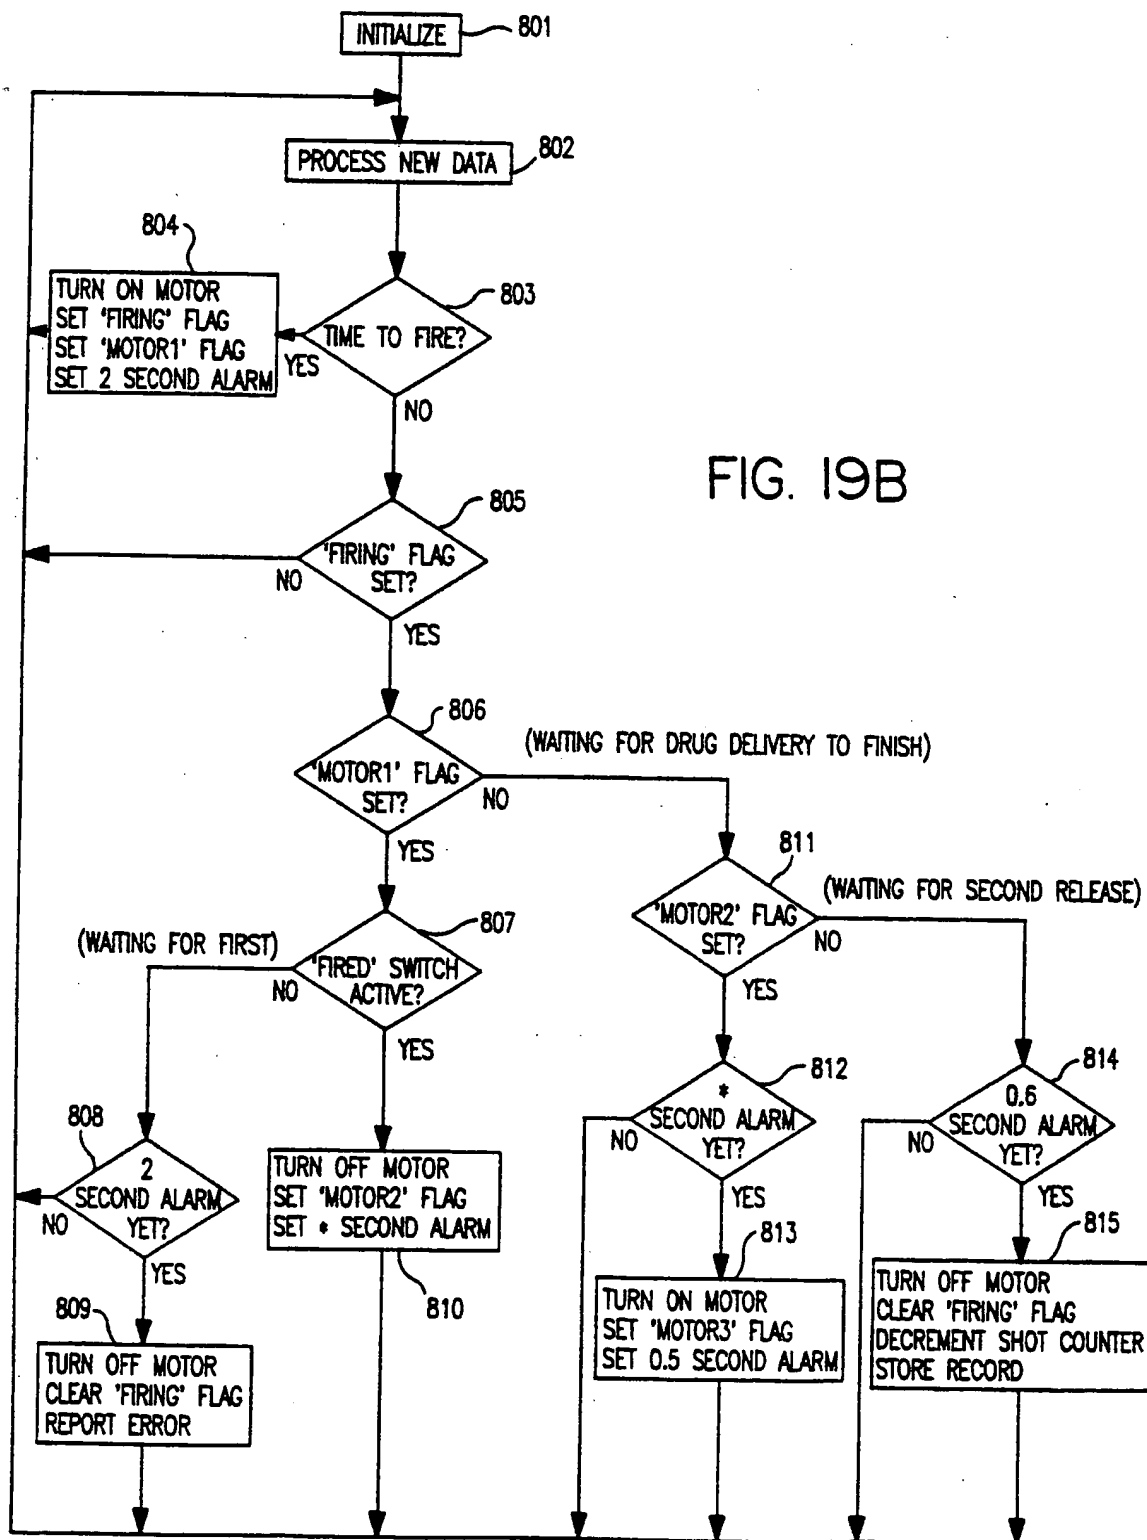 INITIALIZE
801
PROCESS NEW DATA
802
804
TURN ON MOTOR
SET 'FIRING' FLAG
SET 'MOTOR1' FLAG
SET 2 SECOND ALARM
803
TIME TO FIRE?
YES
NO
FIG. 19B
805
'FIRING' FLAG
SET?
NO
YES
806
'MOTOR1' FLAG
SET?
(WAITING FOR DRUG DELIVERY TO FINISH)
NO
YES
811
'MOTOR2' FLAG
SET?
(WAITING FOR SECOND RELEASE)
NO
YES
807
(WAITING FOR FIRST)
'FIRED' SWITCH
ACTIVE?
NO
YES
812
*
SECOND ALARM
YET?
NO
YES
814
0.6
SECOND ALARM
YET?
NO
YES
808
2
SECOND ALARM
YET?
NO
YES
TURN OFF MOTOR
SET 'MOTOR2' FLAG
SET * SECOND ALARM
810
813
TURN ON MOTOR
SET 'MOTOR3' FLAG
SET 0.5 SECOND ALARM
815
TURN OFF MOTOR
CLEAR 'FIRING' FLAG
DECREMENT SHOT COUNTER
STORE RECORD
809
TURN OFF MOTOR
CLEAR 'FIRING' FLAG
REPORT ERROR